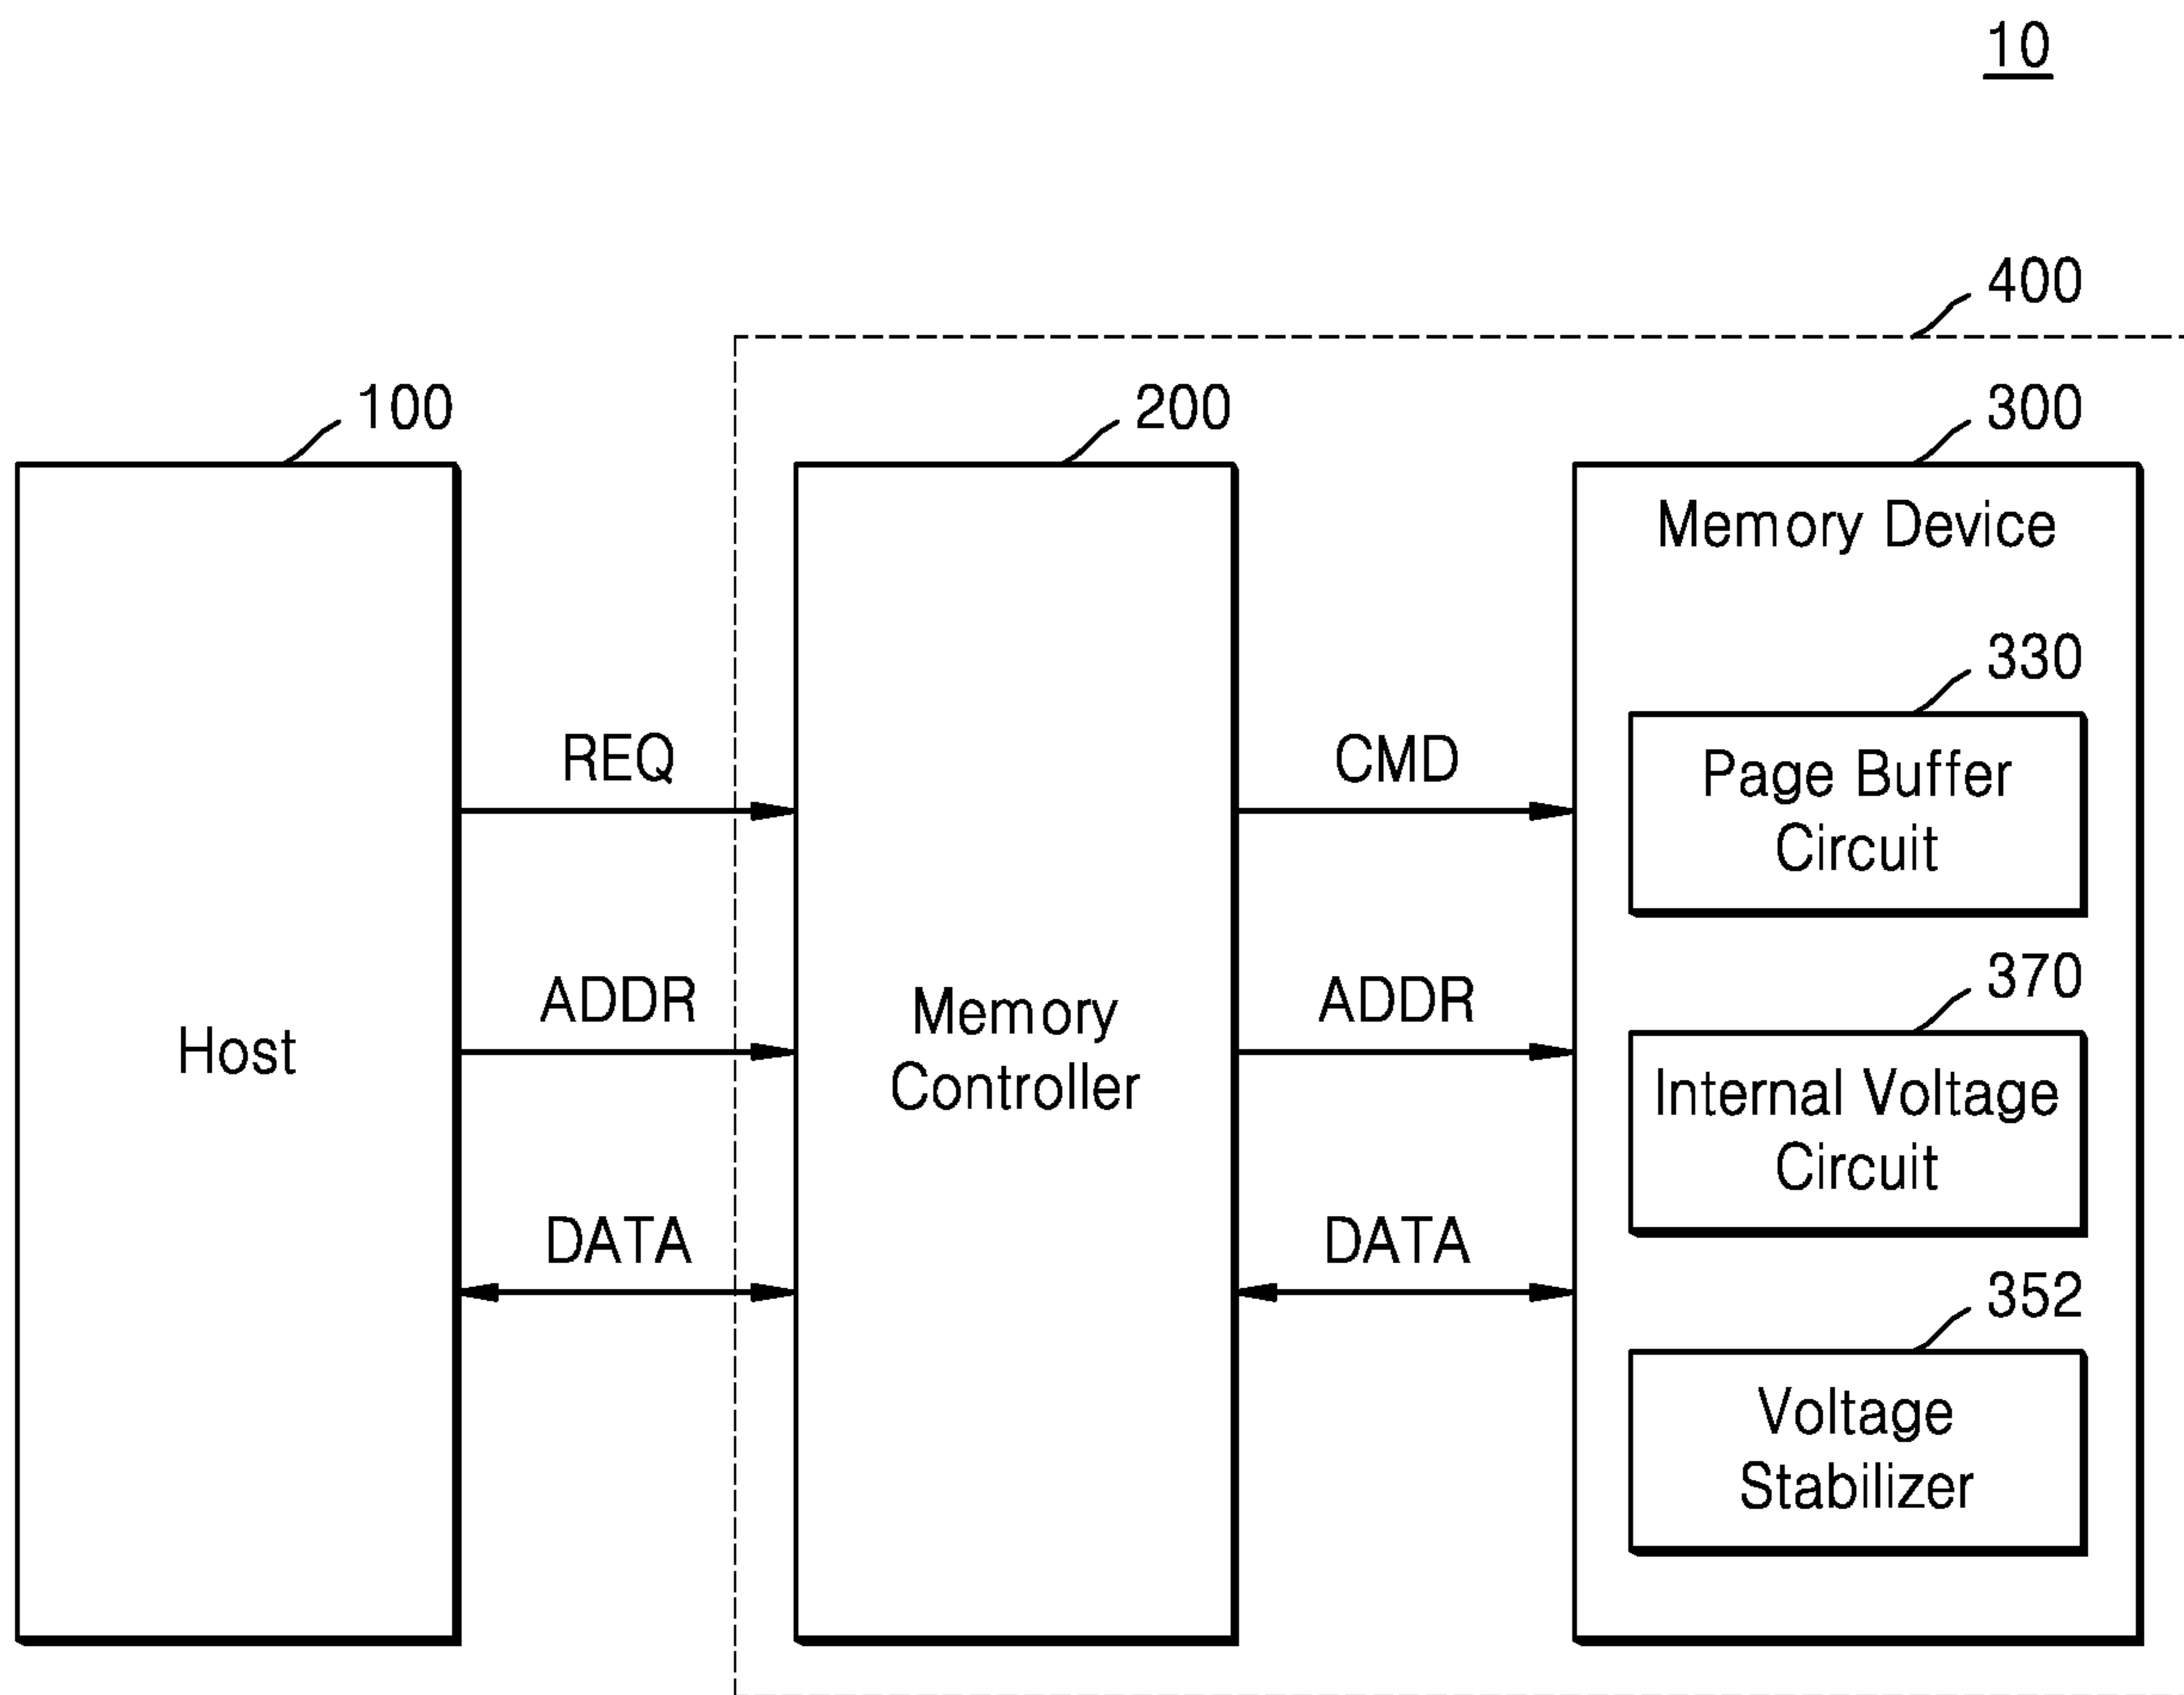 10
400
100
200
300
Memory Device
330
REQ
CMD
Page Buffer
Circuit
370
ADDR
ADDR
Host
Memory
Controller
Internal Voltage
Circuit
DATA
DATA
352
Voltage
Stabilizer